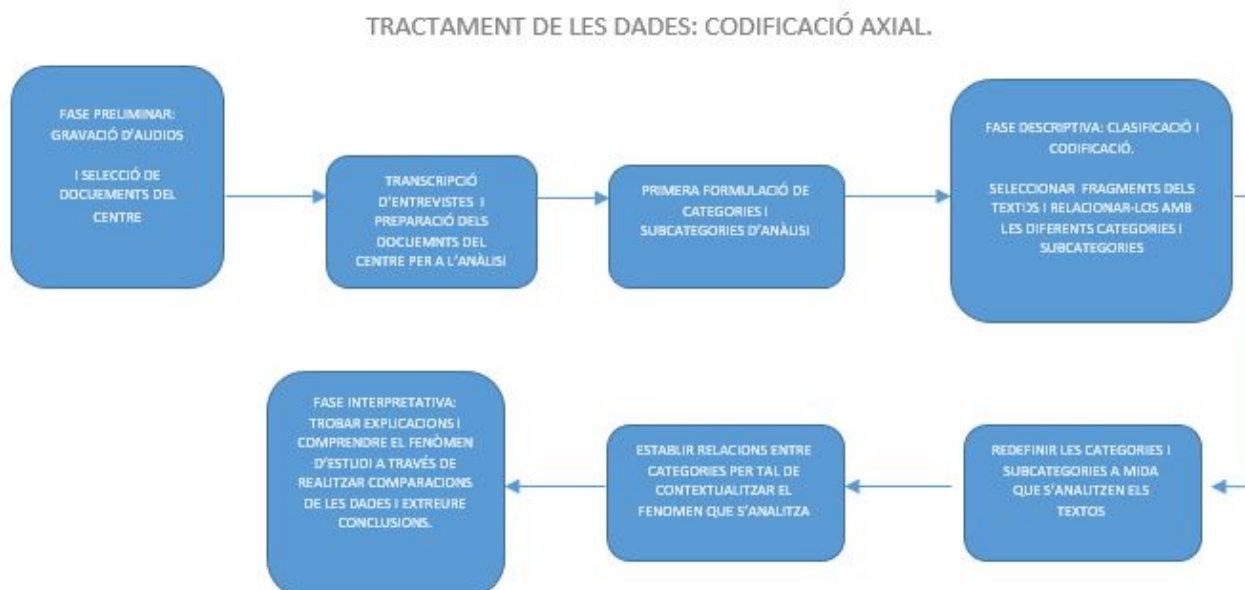 TRACTAMENT DE LES DADES: CODIFICACIÓ AXIAL.
FASE PRELIMINAR:
GRAVACIÓ D'AUDIOS
I SELECCIÓ DE
DOCUEMENTS DEL
CENTRE
TRANSCRIPCIÓ
D'ENTREVISTES I
PREPARACIÓ DELS
DOCUEMNTS DEL
CENTRE PER A L'ANÀLISI
PRIMERA FORMULACIÓ DE
CATEGORIES I
SUBCATEGORIES D'ANÀLISI
FASE DESCRIPTIVA: CLASIFICACIÓ I
CODIFICACIÓ.
SELECCIONAR FRAGMENTS DELS
TEXTOS I RELACIONAR-LOS AMB
LES DIFERENTS CATEGORIES I
SUBCATEGORIES
REDEFINIR LES CATEGORIES I
SUBCATEGORIES A MIDA
QUE S'ANALITZEN ELS
TEXTOS
ESTABLIR RELACIONS ENTRE
CATEGORIES PER TAL DE
CONTEXTUALITZAR EL
FENOMEN QUE S'ANALITZA
FASE INTERPRETATIVA:
TROBAR EXPLICACIONS I
COMPRENDRE EL FENÒMEN
D'ESTUDI A TRAVÉS DE
REALITZAR COMPARACIONS
DE LES DADES I EXTREURE
CONCLUSIONS.